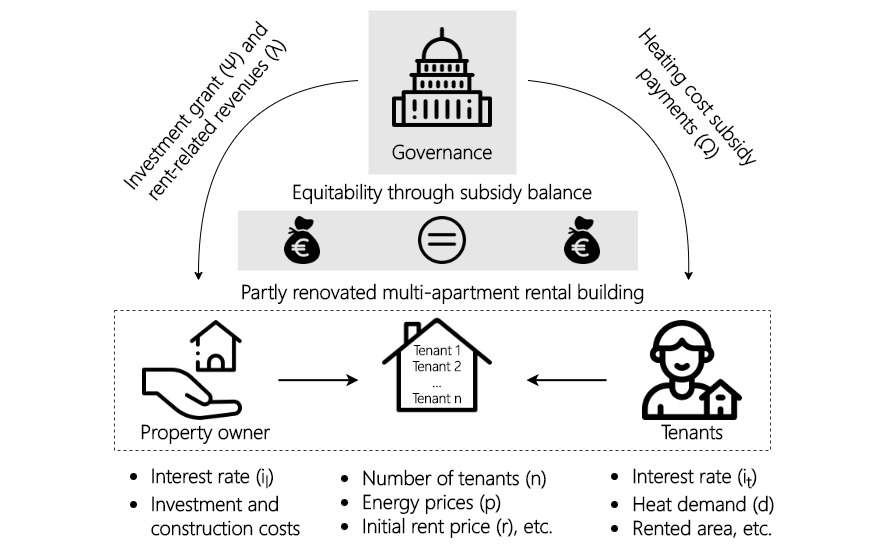 Investment grant (Ψ) and
rent-related revenues (λ)
Heating cost subsidy
payments (Ω)
Governance
Equitability through subsidy balance
€
=
€
Partly renovated multi-apartment rental building
Tenant 1
Tenant 2
...
Tenant n
Property owner
Tenants
• Interest rate (iₗ)
• Investment and
construction costs
• Number of tenants (n)
• Energy prices (p)
• Initial rent price (r), etc.
• Interest rate (iₜ)
• Heat demand (d)
• Rented area, etc.